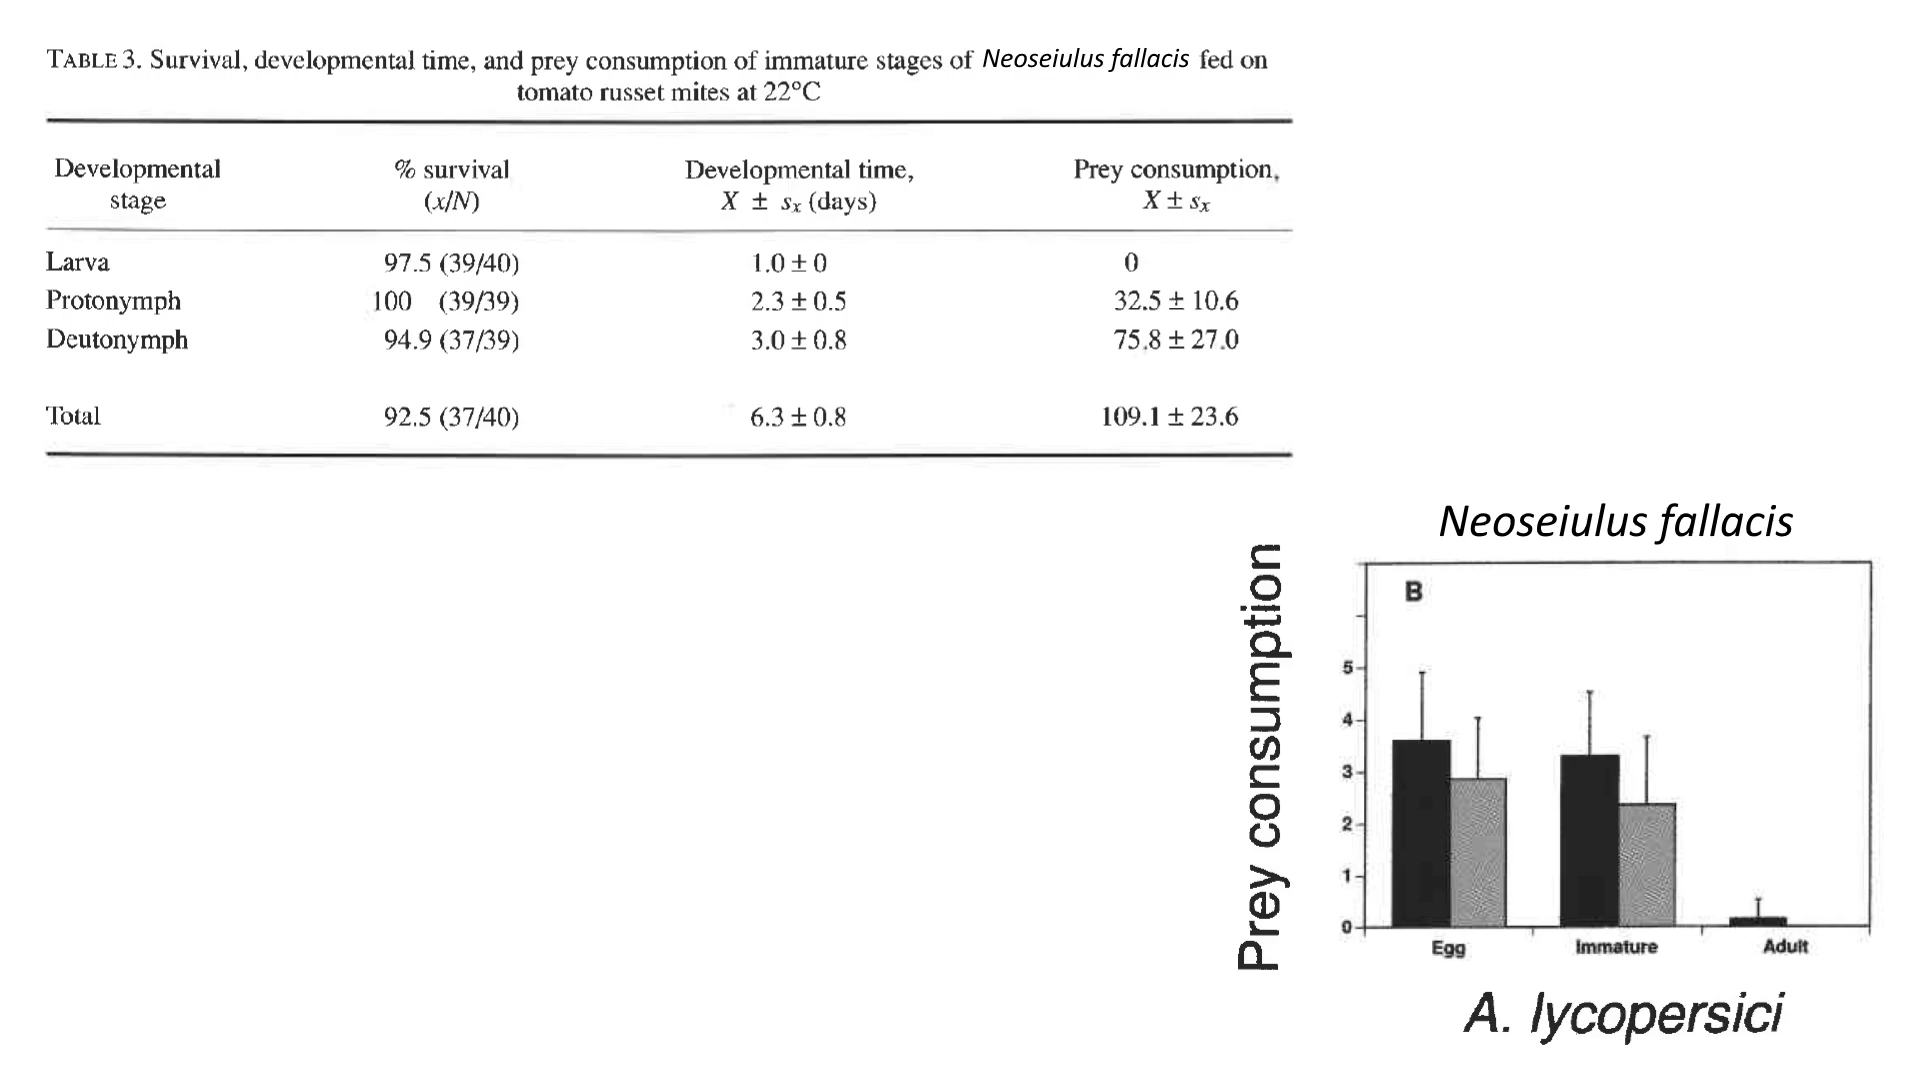 TABLE 3. Survival, developmental time, and prey consumption of immature stages of Neoseiulus fallacis fed on
tomato russet mites at 22°C
Developmental % survival Developmental time, Prey consumption,
stage (x/N) X ± sx (days) X ± sx
Larva 97.5 (39/40) 1.0 ± 0 0
Protonymph 100 (39/39) 2.3 ± 0.5 32.5 ± 10.6
Deutonymph 94.9 (37/39) 3.0 ± 0.8 75.8 ± 27.0
Total 92.5 (37/40) 6.3 ± 0.8 109.1 ± 23.6
Neoseiulus fallacis
Prey consumption
B
5
4
3
2
1
0
Egg Immature Adult
A. lycopersici